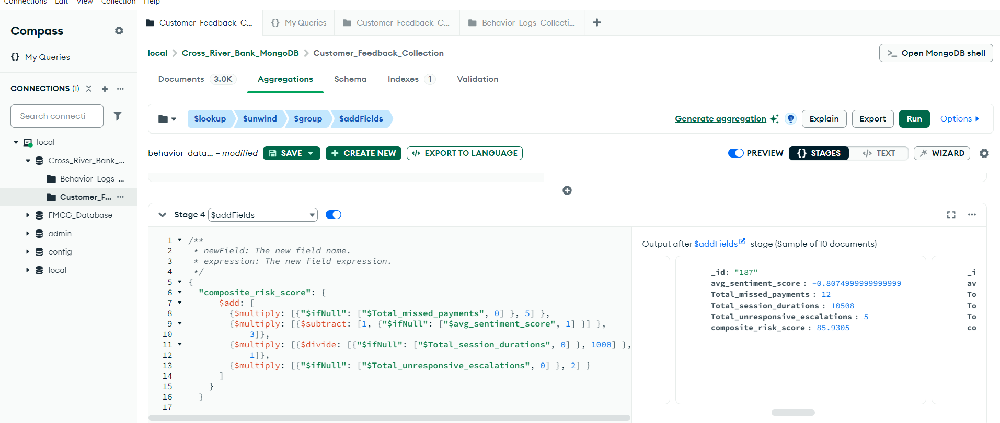 Connections Edit View Collection Help
Compass
My Queries
CONNECTIONS (1)
Search connecti
local
Cross_River_Bank_...
Behavior_Logs_...
Customer_F...
FMCG_Database
admin
config
local
Customer_Feedback_C...
{} My Queries
Customer_Feedback_C...
Behavior_Logs_Collecti...
local > Cross_River_Bank_MongoDB > Customer_Feedback_Collection
>_ Open MongoDB shell
Documents 3.0K
Aggregations
Schema
Indexes 1
Validation
$lookup $unwind $group $addFields
Generate aggregation
Explain
Export
Run
Options
behavior_data... – modified
SAVE
+ CREATE NEW
</> EXPORT TO LANGUAGE
PREVIEW
{} STAGES
</> TEXT
WIZARD
Stage 4 $addFields
1 /**
2 * newField: The new field name.
3 * expression: The new field expression.
4 */
5 {
6 "composite_risk_score": {
7 $add: [
8 {$multiply: [{"$ifNull": ["$Total_missed_payments", 0] }, 5] },
9 {$multiply: [{$subtract: [1, {"$ifNull": ["$avg_sentiment_score", 1] }] },
10 3]},
11 {$multiply: [{$divide: [{"$ifNull": ["$Total_session_durations", 0] }, 1000] },
12 1]},
13 {$multiply: [{"$ifNull": ["$Total_unresponsive_escalations", 0] }, 2] }
14 ]
15 }
16 }
17
Output after $addFields stage (Sample of 10 documents)
_id: "187"
avg_sentiment_score : -0.8074999999999999
Total_missed_payments : 12
Total_session_durations : 10508
Total_unresponsive_escalations : 5
composite_risk_score : 85.9305
_i
av
To
To
To
co